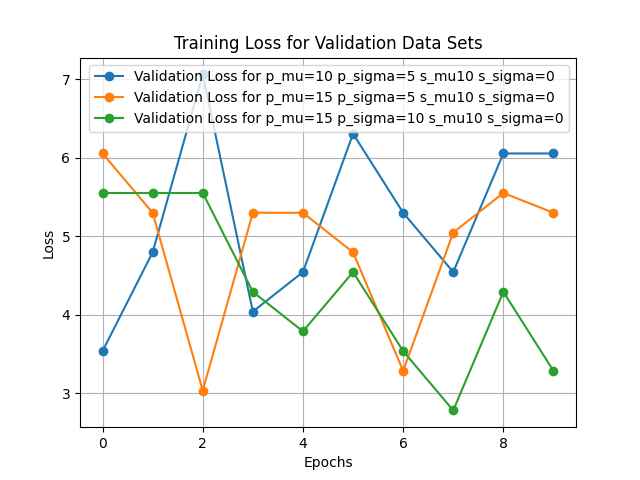 Training Loss for Validation Data Sets
Validation Loss for p_mu=10 p_sigma=5 s_mu10 s_sigma=0
Validation Loss for p_mu=15 p_sigma=5 s_mu10 s_sigma=0
Validation Loss for p_mu=15 p_sigma=10 s_mu10 s_sigma=0
7
6
5
4
3
Loss
0 2 4 6 8
Epochs